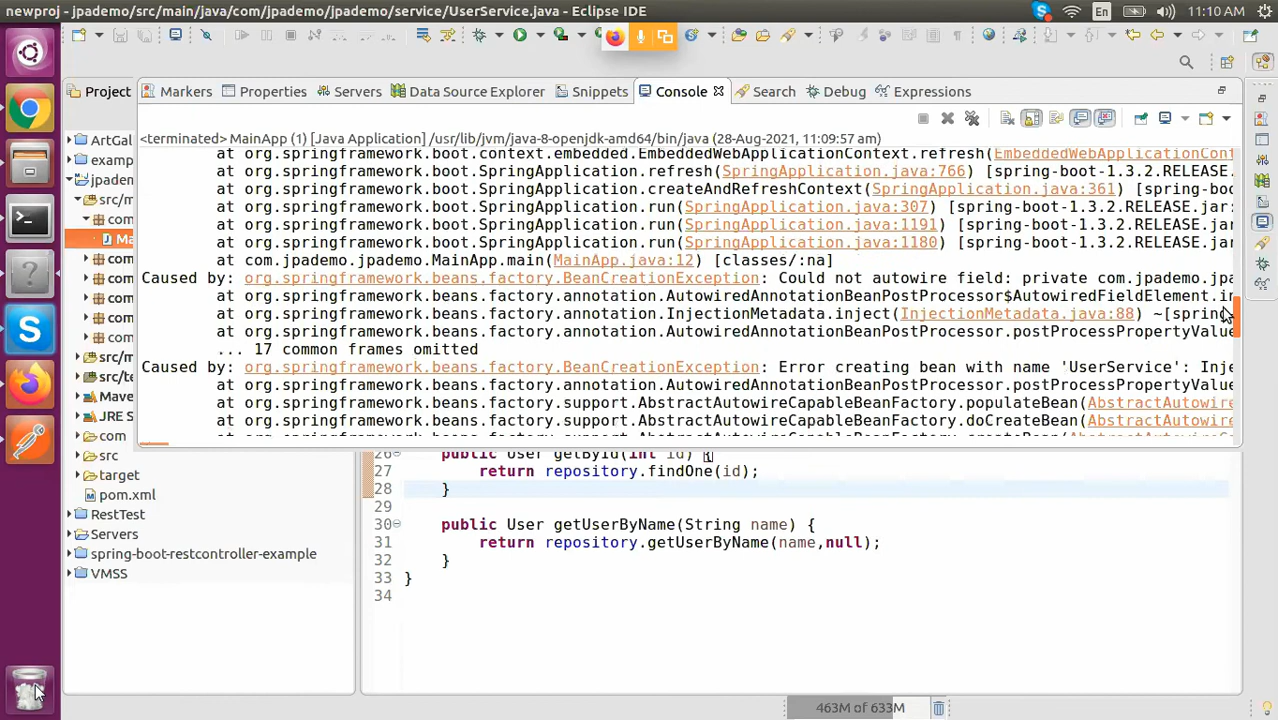 newproj - jpademo/src/main/java/com/jpademo/jpademo/service/UserService.java - Eclipse IDE
En
11:10 AM
Project
Markers
Properties
Servers
Data Source Explorer
Snippets
Console
Search
Debug
Expressions
<terminated> MainApp (1) [Java Application] /usr/lib/jvm/java-8-openjdk-amd64/bin/java (28-Aug-2021, 11:09:57 am)
at org.springframework.boot.context.embedded.EmbeddedWebApplicationContext.refresh(EmbeddedWebApplicationCont
at org.springframework.boot.SpringApplication.refresh(SpringApplication.java:766) [spring-boot-1.3.2.RELEASE.
at org.springframework.boot.SpringApplication.createAndRefreshContext(SpringApplication.java:361) [spring-boo
at org.springframework.boot.SpringApplication.run(SpringApplication.java:307) [spring-boot-1.3.2.RELEASE.jar:
at org.springframework.boot.SpringApplication.run(SpringApplication.java:1191) [spring-boot-1.3.2.RELEASE.jar
at org.springframework.boot.SpringApplication.run(SpringApplication.java:1180) [spring-boot-1.3.2.RELEASE.jar
at com.jpademo.jpademo.MainApp.main(MainApp.java:12) [classes/:na]
Caused by: org.springframework.beans.factory.BeanCreationException: Could not autowire field: private com.jpademo.jpa
at org.springframework.beans.factory.annotation.AutowiredAnnotationBeanPostProcessor$AutowiredFieldElement.in
at org.springframework.beans.factory.annotation.InjectionMetadata.inject(InjectionMetadata.java:88) ~[spring
at org.springframework.beans.factory.annotation.AutowiredAnnotationBeanPostProcessor.postProcessPropertyValue
... 17 common frames omitted
Caused by: org.springframework.beans.factory.BeanCreationException: Error creating bean with name 'UserService': Inje
at org.springframework.beans.factory.annotation.AutowiredAnnotationBeanPostProcessor.postProcessPropertyValue
at org.springframework.beans.factory.support.AbstractAutowireCapableBeanFactory.populateBean(AbstractAutowire
at org.springframework.beans.factory.support.AbstractAutowireCapableBeanFactory.doCreateBean(AbstractAutowire
ArtGal
examp
jpadem
src/m
com
Ma
com
com
com
com
com
src/m
src/te
Mave
JRE S
com
src
target
pom.xml
RestTest
Servers
spring-boot-restcontroller-example
VMSS
26 public User getById(int id) {
27 return repository.findOne(id);
28 }
29
30 public User getUserByName(String name) {
31 return repository.getUserByName(name,null);
32 }
33 }
34
463M of 633M